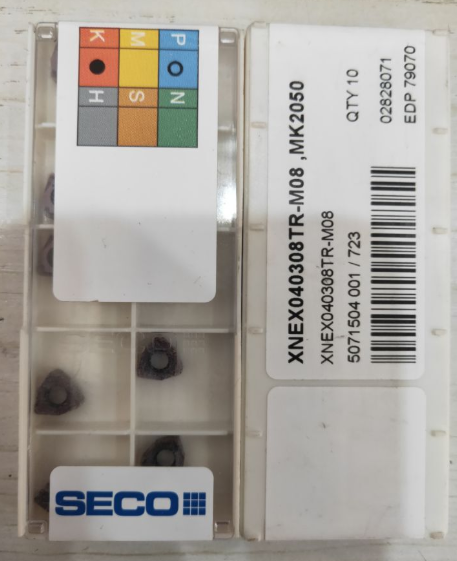 P M K
N S H
SECO
XNEX040308TR-M08 ,MK2050
XNEX040308TR-M08
5071504 001 / 723
QTY 10
02828071
EDP 79070